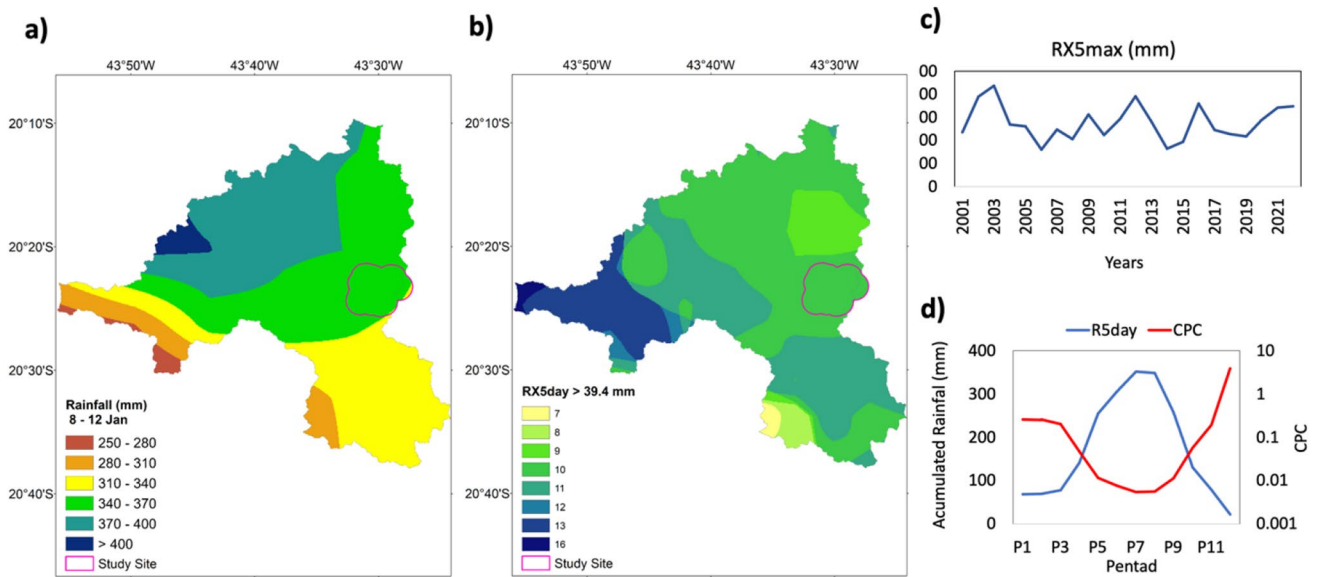 a)
43°50'W 43°40'W 43°30'W
20°10'S
20°20'S
20°30'S
20°40'S
Rainfall (mm)
8 - 12 Jan
250 - 280
280 - 310
310 - 340
340 - 370
370 - 400
> 400
Study Site
b)
43°50'W 43°40'W 43°30'W
20°10'S
20°20'S
20°30'S
20°40'S
RX5day > 39.4 mm
7
8
9
10
11
12
13
16
Study Site
c)
RX5max (mm)
00
00
00
00
00
0
2001 2003 2005 2007 2009 2011 2013 2015 2017 2019 2021
Years
d)
R5day CPC
400
300
200
100
0
Acumulated Rainfal (mm)
10
1
0.1
0.01
0.001
CPC
P1 P3 P5 P7 P9 P11
Pentad